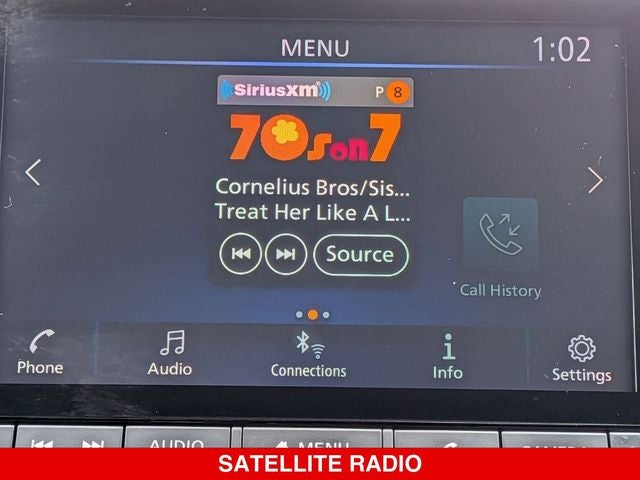 MENU 1:02
SiriusXM P 8
70s on 7
Cornelius Bros/Sis...
Treat Her Like A L...
Source
Call History
Phone Audio Connections Info Settings
AUDIO MENU
SATELLITE RADIO